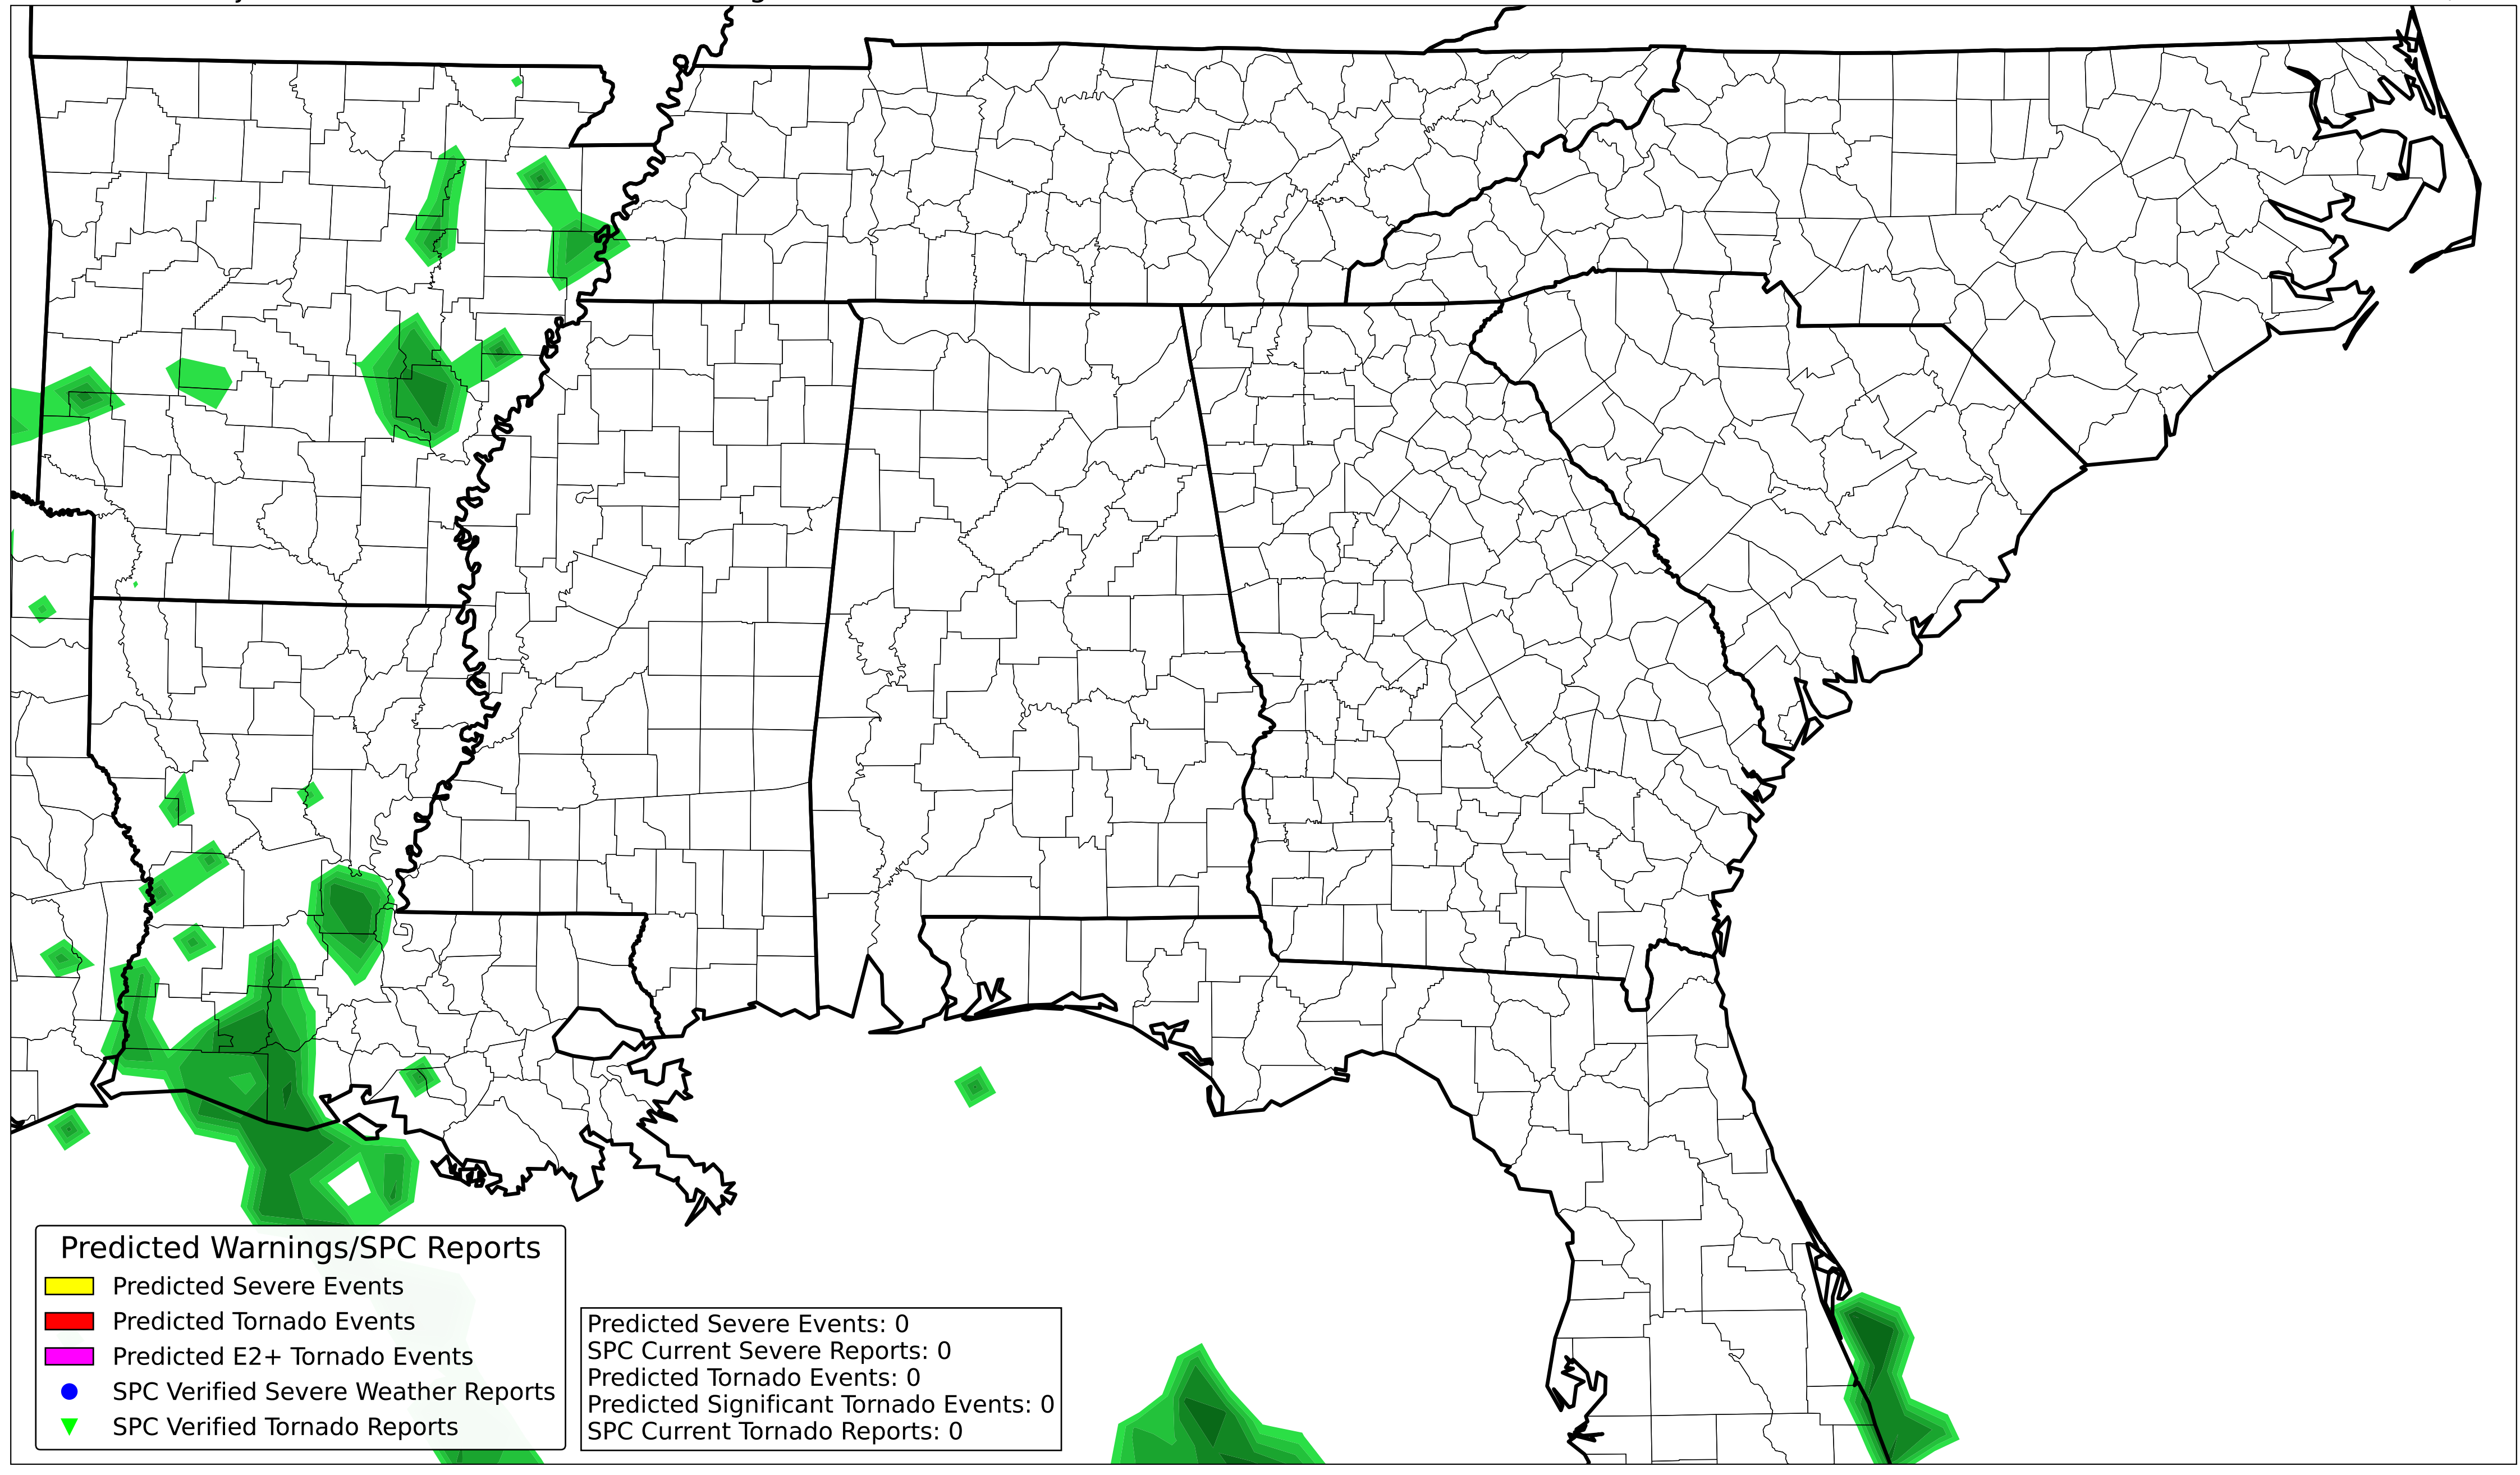 Predicted Warnings/SPC Reports
Predicted Severe Events
Predicted Tornado Events
Predicted E2+ Tornado Events
SPC Verified Severe Weather Reports
SPC Verified Tornado Reports
Predicted Severe Events: 0
SPC Current Severe Reports: 0
Predicted Tornado Events: 0
Predicted Significant Tornado Events: 0
SPC Current Tornado Reports: 0